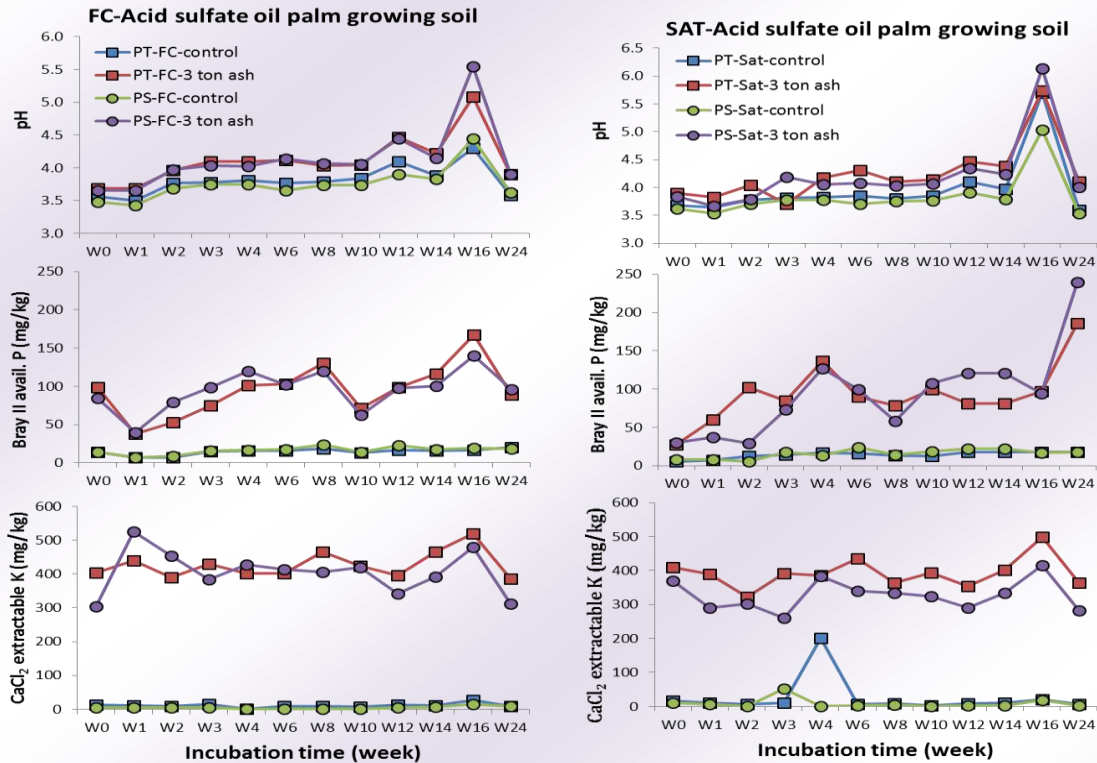 FC-Acid sulfate oil palm growing soil
6.0
5.5
5.0
4.5
4.0
3.5
3.0
pH
PT-FC-control
PT-FC-3 ton ash
PS-FC-control
PS-FC-3 ton ash
W0 W1 W2 W3 W4 W6 W8 W10 W12 W14 W16 W24
250
200
150
100
50
0
Bray II avail. P (mg/kg)
W0 W1 W2 W3 W4 W6 W8 W10 W12 W14 W16 W24
600
500
400
300
200
100
0
CaCl₂ extractable K (mg/kg)
W0 W1 W2 W3 W4 W6 W8 W10 W12 W14 W16 W24
Incubation time (week)
SAT-Acid sulfate oil palm growing soil
6.5
6.0
5.5
5.0
4.5
4.0
3.5
3.0
pH
PT-Sat-control
PT-Sat-3 ton ash
PS-Sat-control
PS-Sat-3 ton ash
W0 W1 W2 W3 W4 W6 W8 W10 W12 W14 W16 W24
250
200
150
100
50
0
Bray II avail. P (mg/kg)
W0 W1 W2 W3 W4 W6 W8 W10 W12 W14 W16 W24
600
500
400
300
200
100
0
CaCl₂ extractable K (mg/kg)
W0 W1 W2 W3 W4 W6 W8 W10 W12 W14 W16 W24
Incubation time (week)